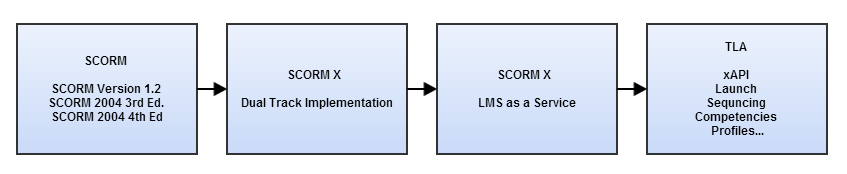 SCORM
SCORM Version 1.2
SCORM 2004 3rd Ed.
SCORM 2004 4th Ed
SCORM X
Dual Track Implementation
SCORM X
LMS as a Service
TLA
xAPI
Launch
Sequncing
Competencies
Profiles...